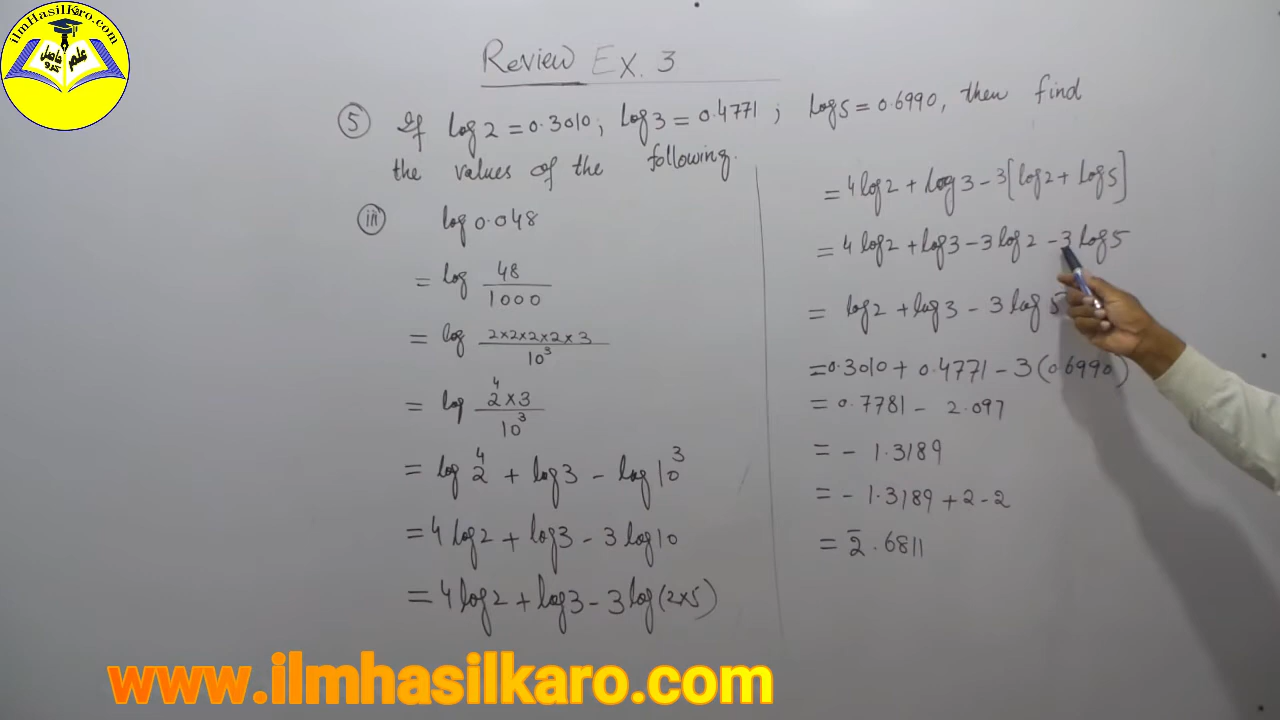 ilmHasilKaro.com
علم حاصل کرو
Review Ex. 3
(5) If log 2 = 0.3010; log 3 = 0.4771; log 5 = 0.6990, then find
the values of the following.
(iii) log 0.048
= log 48/1000
= log 2×2×2×2×3/10³
= log 2⁴×3/10³
= log 2⁴ + log 3 - log 10³
= 4 log 2 + log 3 - 3 log 10
= 4 log 2 + log 3 - 3 log (2×5)
= 4 log 2 + log 3 - 3[log 2 + log 5]
= 4 log 2 + log 3 - 3 log 2 - 3 log 5
= log 2 + log 3 - 3 log 5
= 0.3010 + 0.4771 - 3 (0.6990)
= 0.7781 - 2.097
= - 1.3189
= - 1.3189 + 2 - 2
= 2̅.6811
www.ilmhasilkaro.com